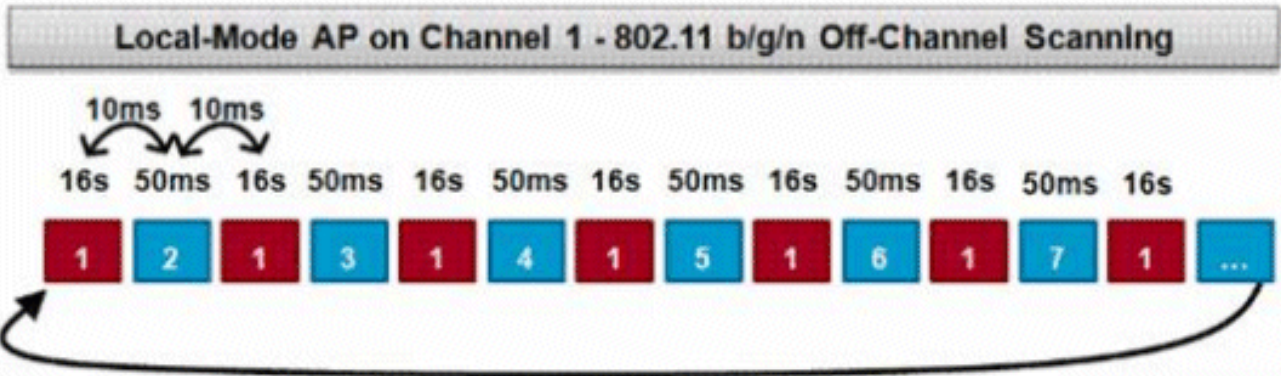 Local-Mode AP on Channel 1 - 802.11 b/g/n Off-Channel Scanning
10ms 10ms
16s 50ms 16s 50ms 16s 50ms 16s 50ms 16s 50ms 16s 50ms 16s
1 2 1 3 1 4 1 5 1 6 1 7 1 ...